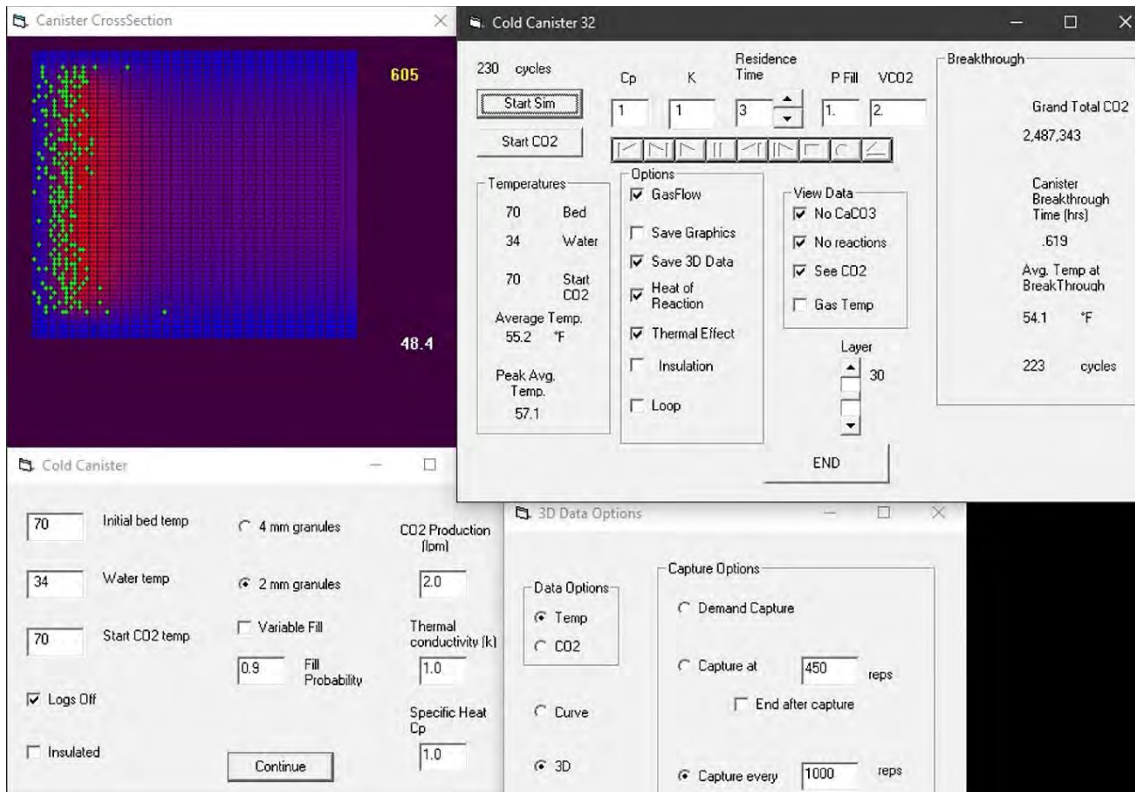 Canister CrossSection
605
48.4
Cold Canister 32
230 cycles
Start Sim
Start CO2
Cp
K
Residence
Time
P Fill
VCO2
1
1
3
1.
2.
Temperatures
70 Bed
34 Water
70 Start
CO2
Average Temp.
55.2 °F
Peak Avg.
Temp.
57.1
Options
GasFlow
Save Graphics
Save 3D Data
Heat of
Reaction
Thermal Effect
Insulation
Loop
View Data
No CaCO3
No reactions
See CO2
Gas Temp
Layer
30
END
Breakthrough
Grand Total CO2
2,487,343
Canister
Breakthrough
Time (hrs)
.619
Avg. Temp at
BreakThrough
54.1 °F
223 cycles
Cold Canister
70 Initial bed temp
34 Water temp
70 Start CO2 temp
Logs Off
Insulated
4 mm granules
2 mm granules
Variable Fill
0.9 Fill
Probability
Continue
CO2 Production
(lpm)
2.0
Thermal
conductivity (k)
1.0
Specific Heat
Cp
1.0
3D Data Options
Data Options
Temp
CO2
Curve
3D
Capture Options
Demand Capture
Capture at 450 reps
End after capture
Capture every 1000 reps